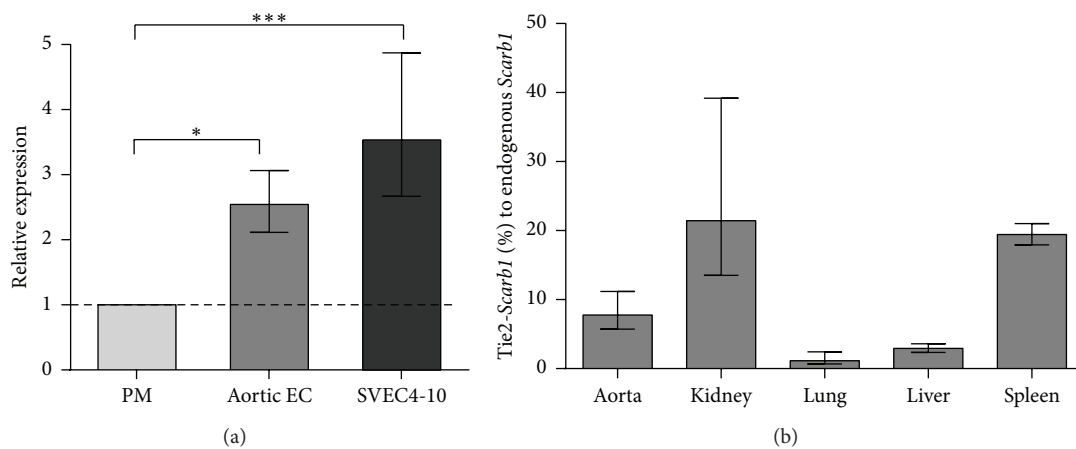 ***
*
Relative expression
5
4
3
2
1
0
PM Aortic EC SVEC4-10
(a)
Tie2-Scarb1 (%) to endogenous Scarb1
50
40
30
20
10
0
Aorta Kidney Lung Liver Spleen
(b)